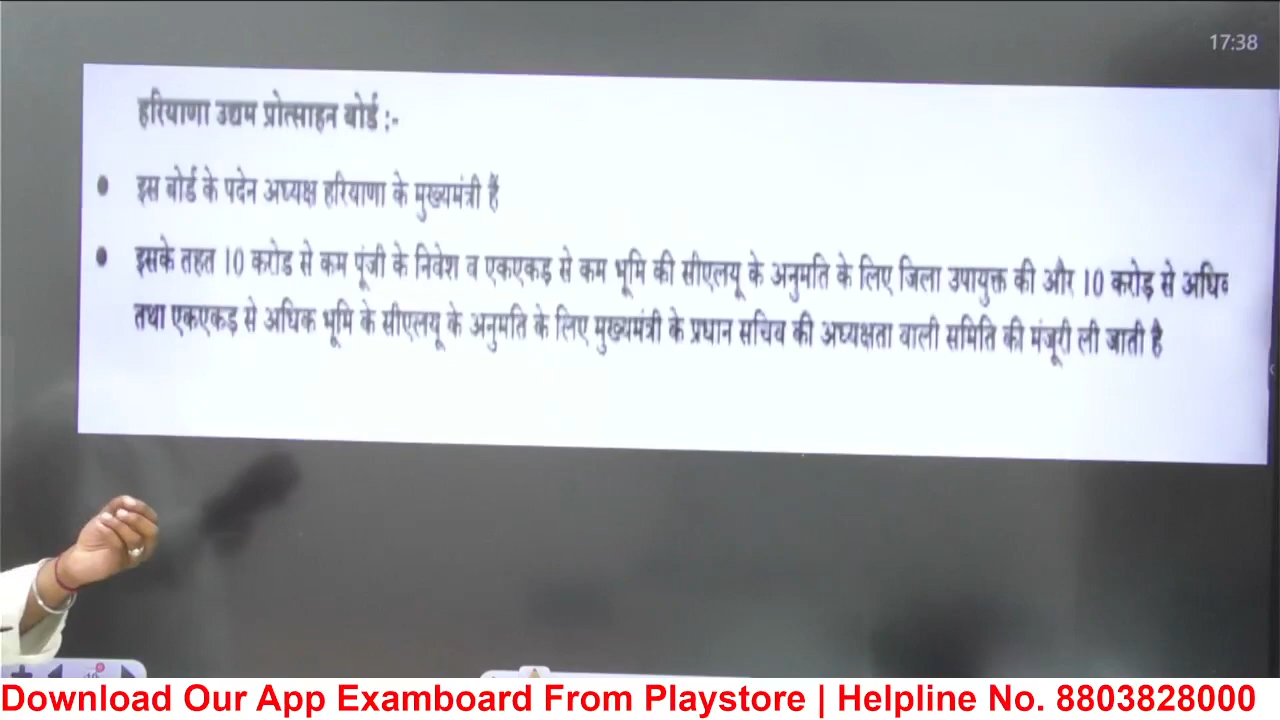 17:38
हरियाणा उद्यम प्रोत्साहन बोर्ड :-
• इस बोर्ड के पदेन अध्यक्ष हरियाणा के मुख्यमंत्री हैं
• इसके तहत 10 करोड से कम पूंजी के निवेश व एकएकड़ से कम भूमि की सीएलयू के अनुमति के लिए जिला उपायुक्त की और 10 करोड़ से
तथा एकएकड़ से अधिक भूमि के सीएलयू के अनुमति के लिए मुख्यमंत्री के प्रधान सचिव की अध्यक्षता वाली समिति की मंजूरी ली जाती है
Download Our App Examboard From Playstore | Helpline No. 8803828000